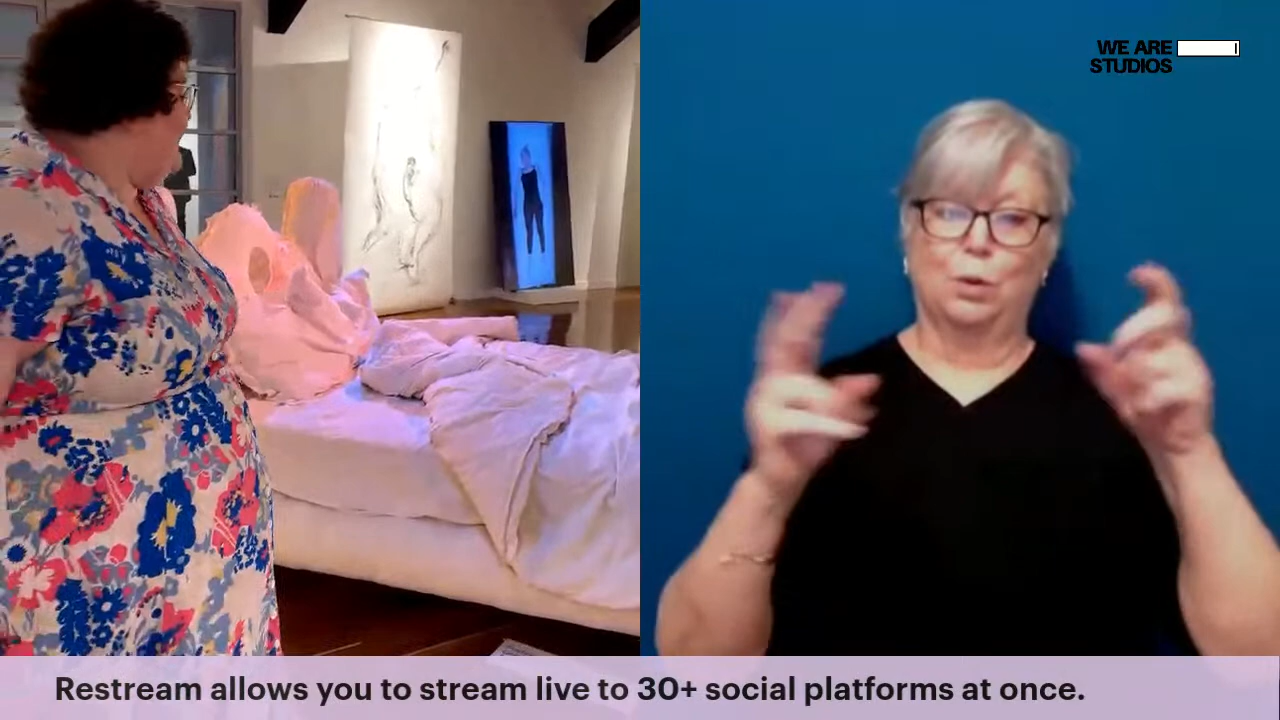 WE ARE
STUDIOS
Restream allows you to stream live to 30+ social platforms at once.